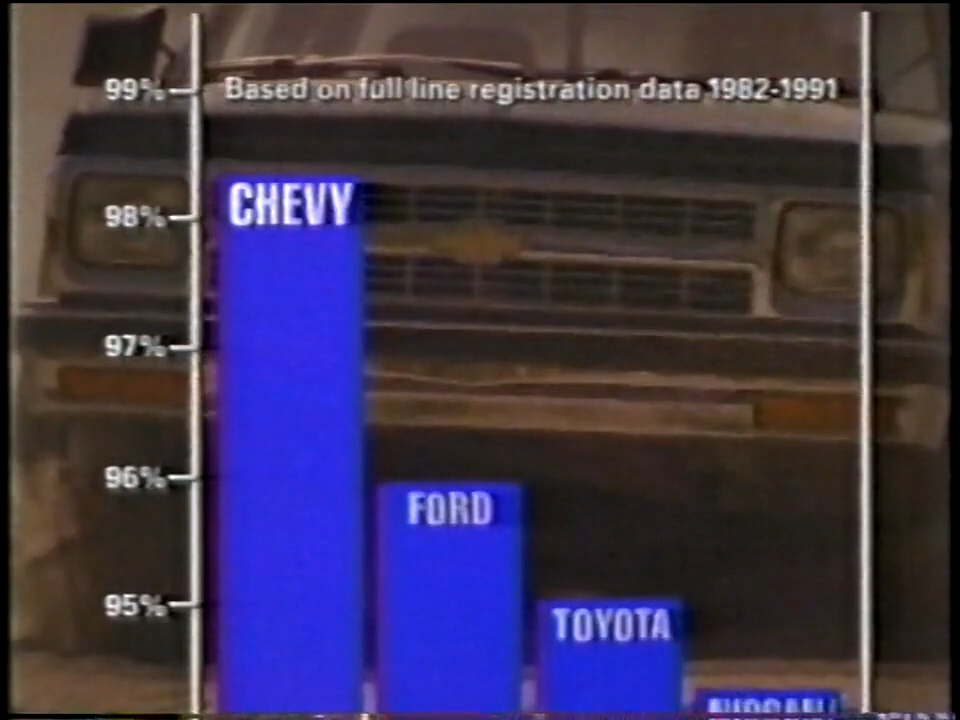 99%
Based on full line registration data 1982-1991
98%
CHEVY
97%
96%
FORD
95%
TOYOTA